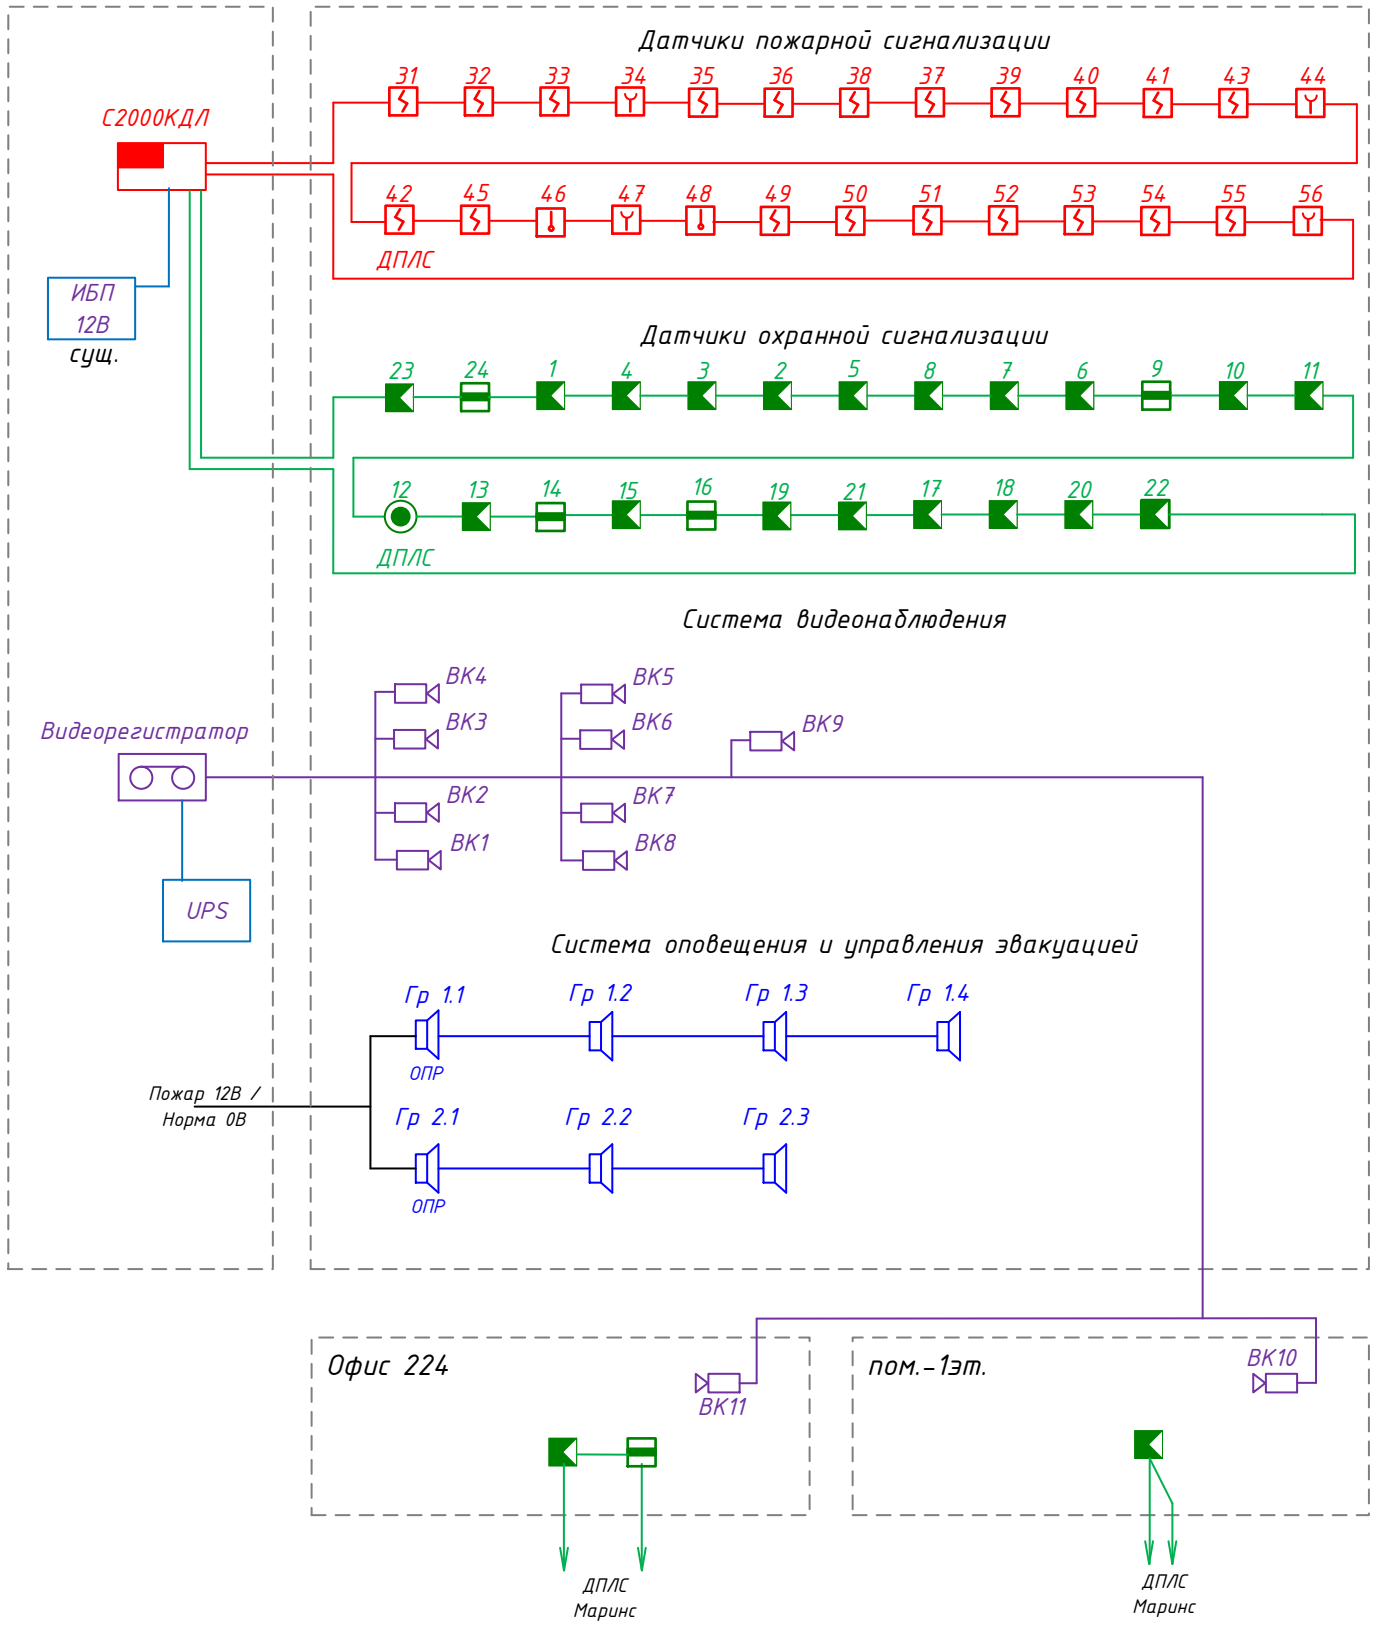 Датчики пожарной сигнализации
31 32 33 34 35 36 38 37 39 40 41 43 44
С2000КДЛ
42 45 46 47 48 49 50 51 52 53 54 55 56
ДПЛС
ИБП
12В
сущ.
Датчики охранной сигнализации
23 24 1 4 3 2 5 8 7 6 9 10 11
12 13 14 15 16 19 21 17 18 20 22
ДПЛС
Система видеонаблюдения
ВК4 ВК5
ВК3 ВК6 ВК9
Видеорегистратор
ВК2 ВК7
ВК1 ВК8
UPS
Система оповещения и управления эвакуацией
Гр 1.1 Гр 1.2 Гр 1.3 Гр 1.4
ОПР
Пожар 12В /
Норма 0В
Гр 2.1 Гр 2.2 Гр 2.3
ОПР
Офис 224
ВК11
пом.-1эт.
ВК10
ДПЛС
Маринс
ДПЛС
Маринс